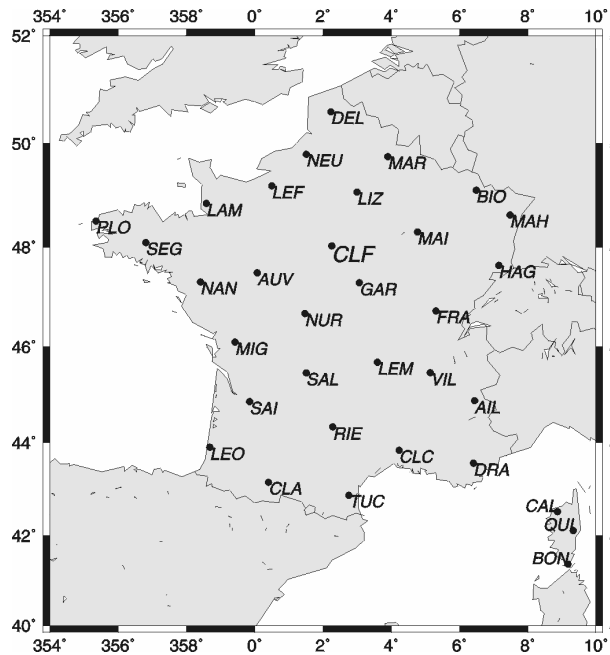 354° 356° 358° 0° 2° 4° 6° 8° 10°
52°
DEL
50°
NEU MAR
LEF LIZ BIO
LAM
PLO MAH
SEG CLF MAI
48°
HAG
NAN AUV GAR
NUR FRA
MIG
46°
SAL LEM VIL
SAI AIL
RIE
44°
LEO CLC
DRA
CLA TUC
CAL
QUI
42°
BON
40°
354° 356° 358° 0° 2° 4° 6° 8° 10°